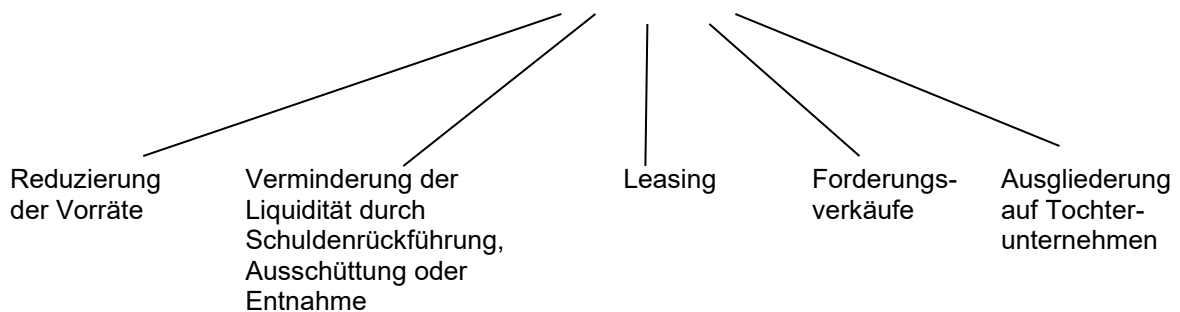 Reduzierung
der Vorräte
Verminderung der
Liquidität durch
Schuldenrückführung,
Ausschüttung oder
Entnahme
Leasing
Forderungs-
verkäufe
Ausgliederung
auf Tochter-
unternehmen